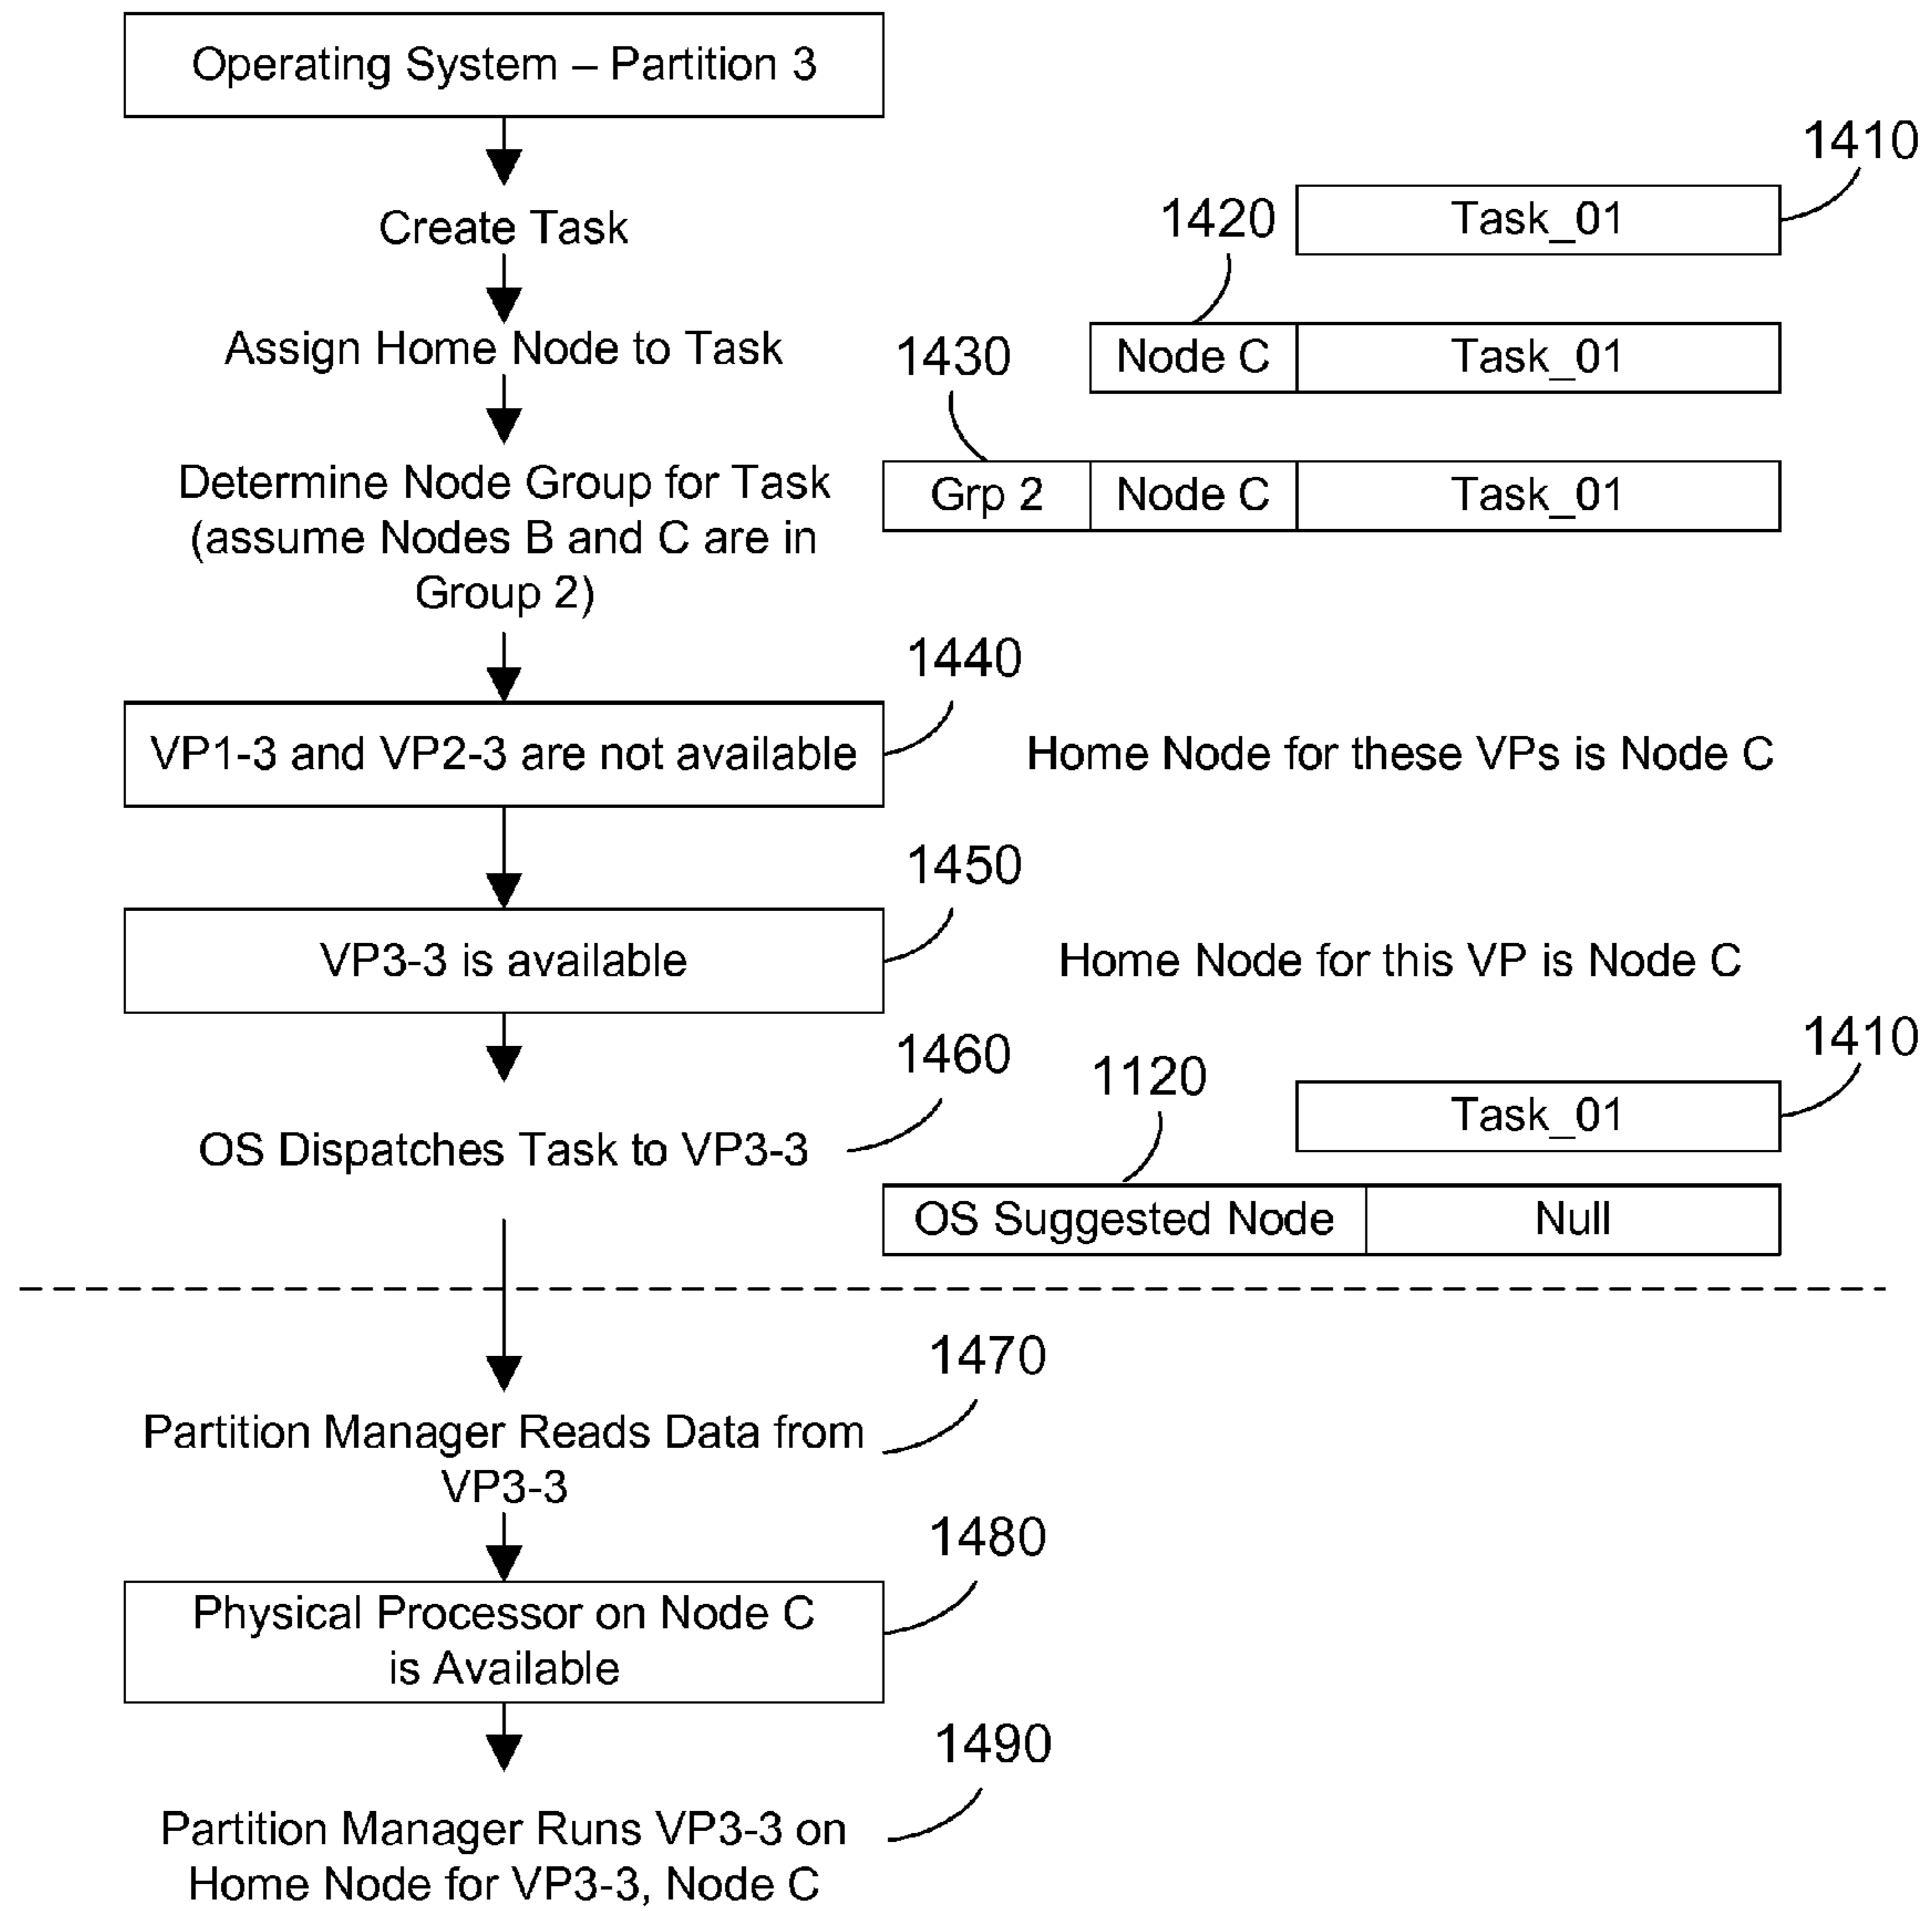 Operating System – Partition 3
1410
Create Task
1420
Task_01
Assign Home Node to Task
1430
Node C
Task_01
Determine Node Group for Task
(assume Nodes B and C are in
Group 2)
Grp 2
Node C
Task_01
1440
VP1-3 and VP2-3 are not available
Home Node for these VPs is Node C
1450
VP3-3 is available
Home Node for this VP is Node C
1460
1120
1410
Task_01
OS Dispatches Task to VP3-3
OS Suggested Node
Null
1470
Partition Manager Reads Data from
VP3-3
1480
Physical Processor on Node C
is Available
1490
Partition Manager Runs VP3-3 on
Home Node for VP3-3, Node C